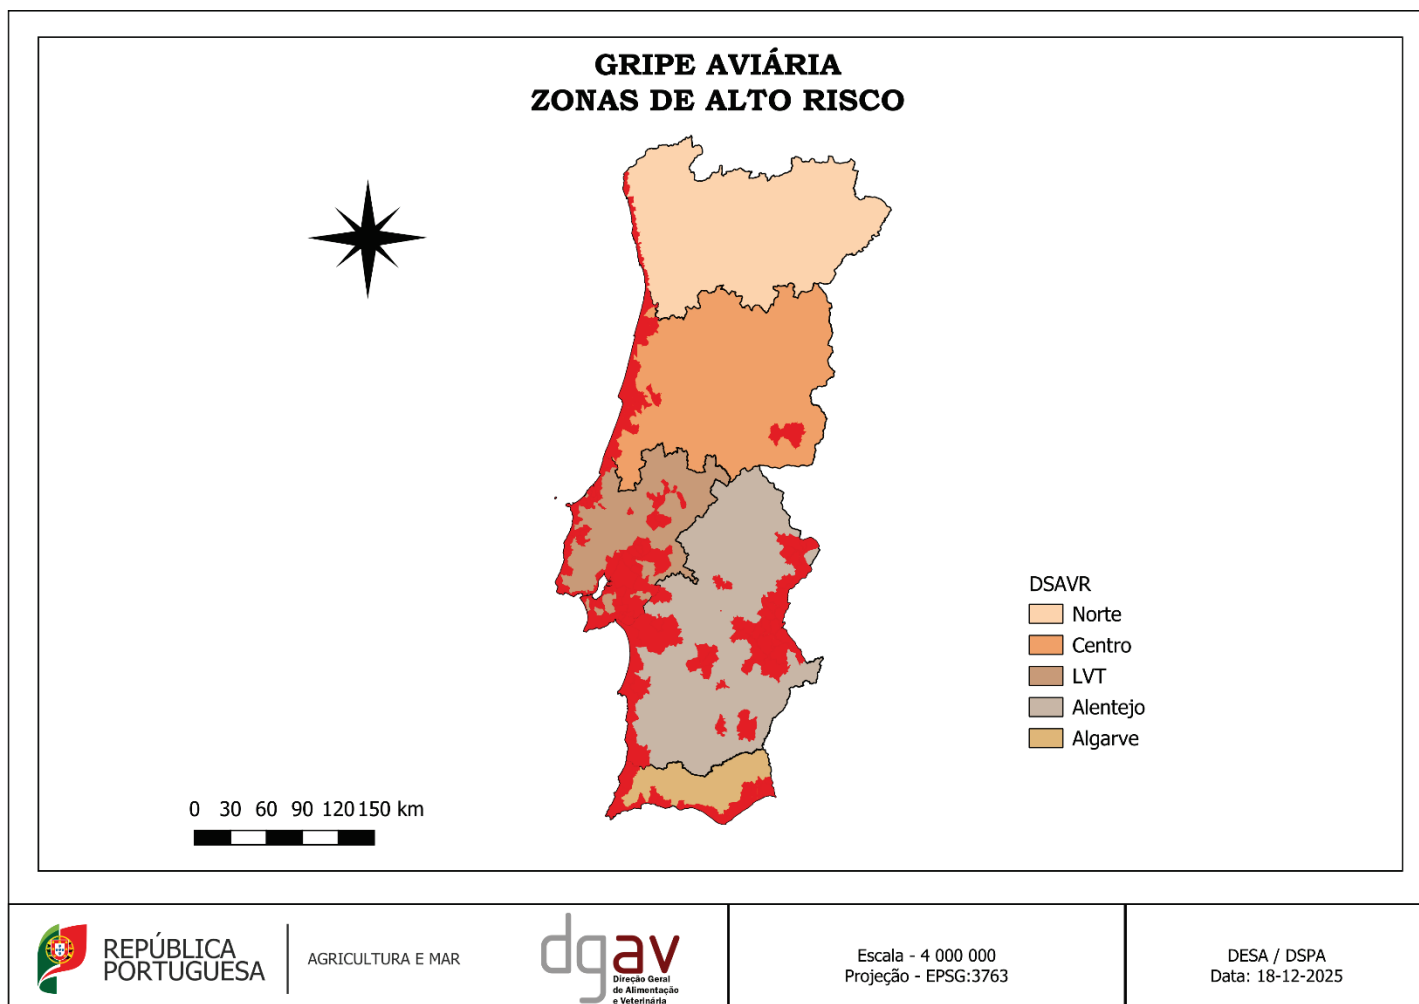 GRIPE AVIÁRIA
ZONAS DE ALTO RISCO
DSAVR
Norte
Centro
LVT
Alentejo
Algarve
0 30 60 90 120 150 km
REPÚBLICA
PORTUGUESA
AGRICULTURA E MAR
dgav
Direção Geral
de Alimentação
e Veterinária
Escala - 4 000 000
Projeção - EPSG:3763
DESA / DSPA
Data: 18-12-2025